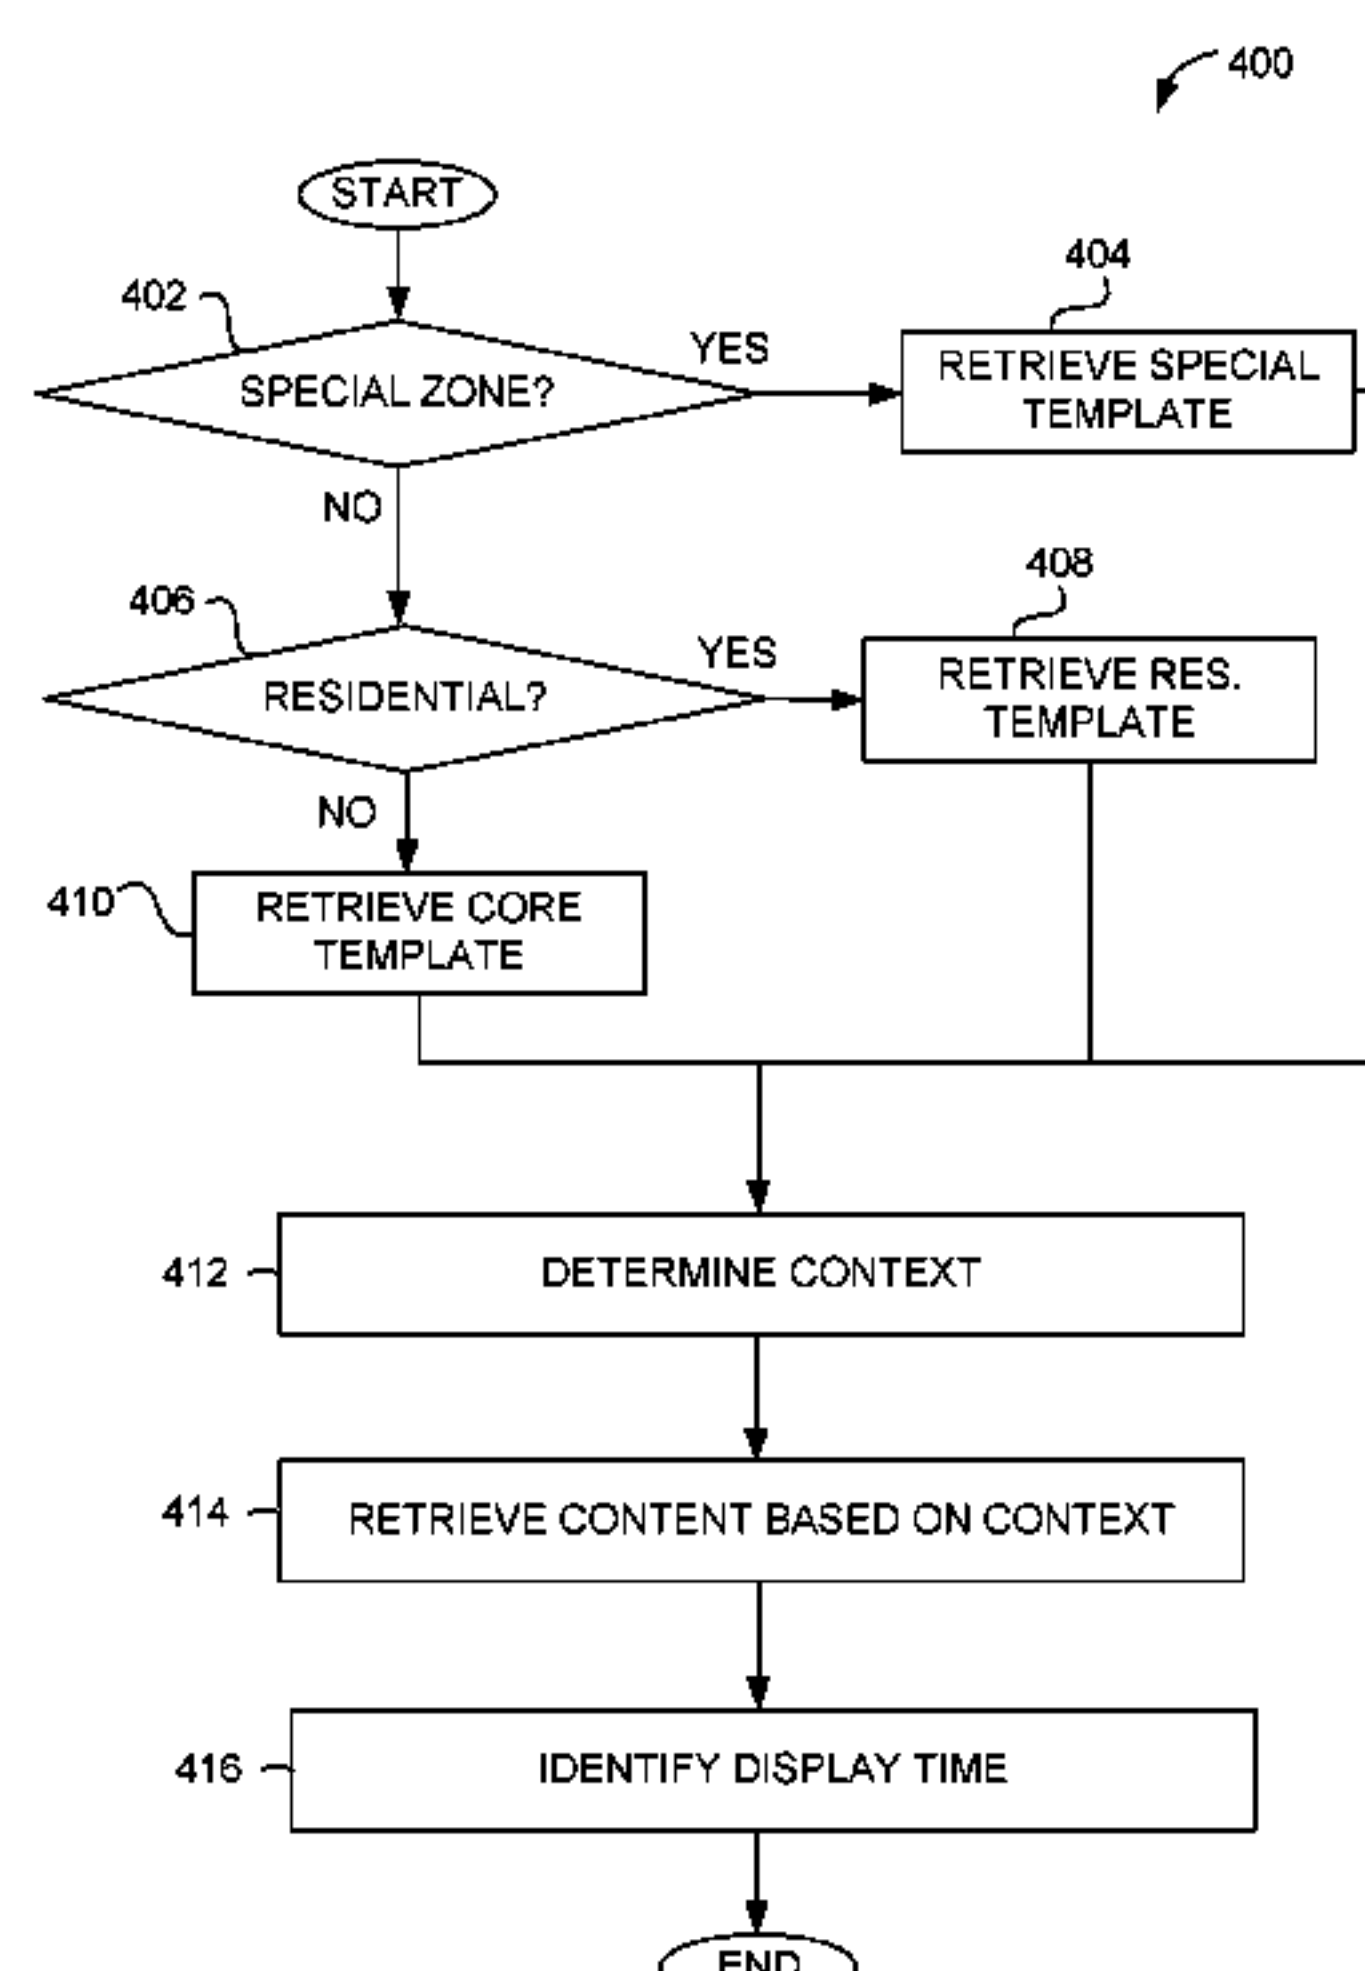 400
START
402
SPECIAL ZONE?
YES
404
RETRIEVE SPECIAL
TEMPLATE
NO
406
RESIDENTIAL?
YES
408
RETRIEVE RES.
TEMPLATE
NO
410
RETRIEVE CORE
TEMPLATE
412
DETERMINE CONTEXT
414
RETRIEVE CONTENT BASED ON CONTEXT
416
IDENTIFY DISPLAY TIME
END